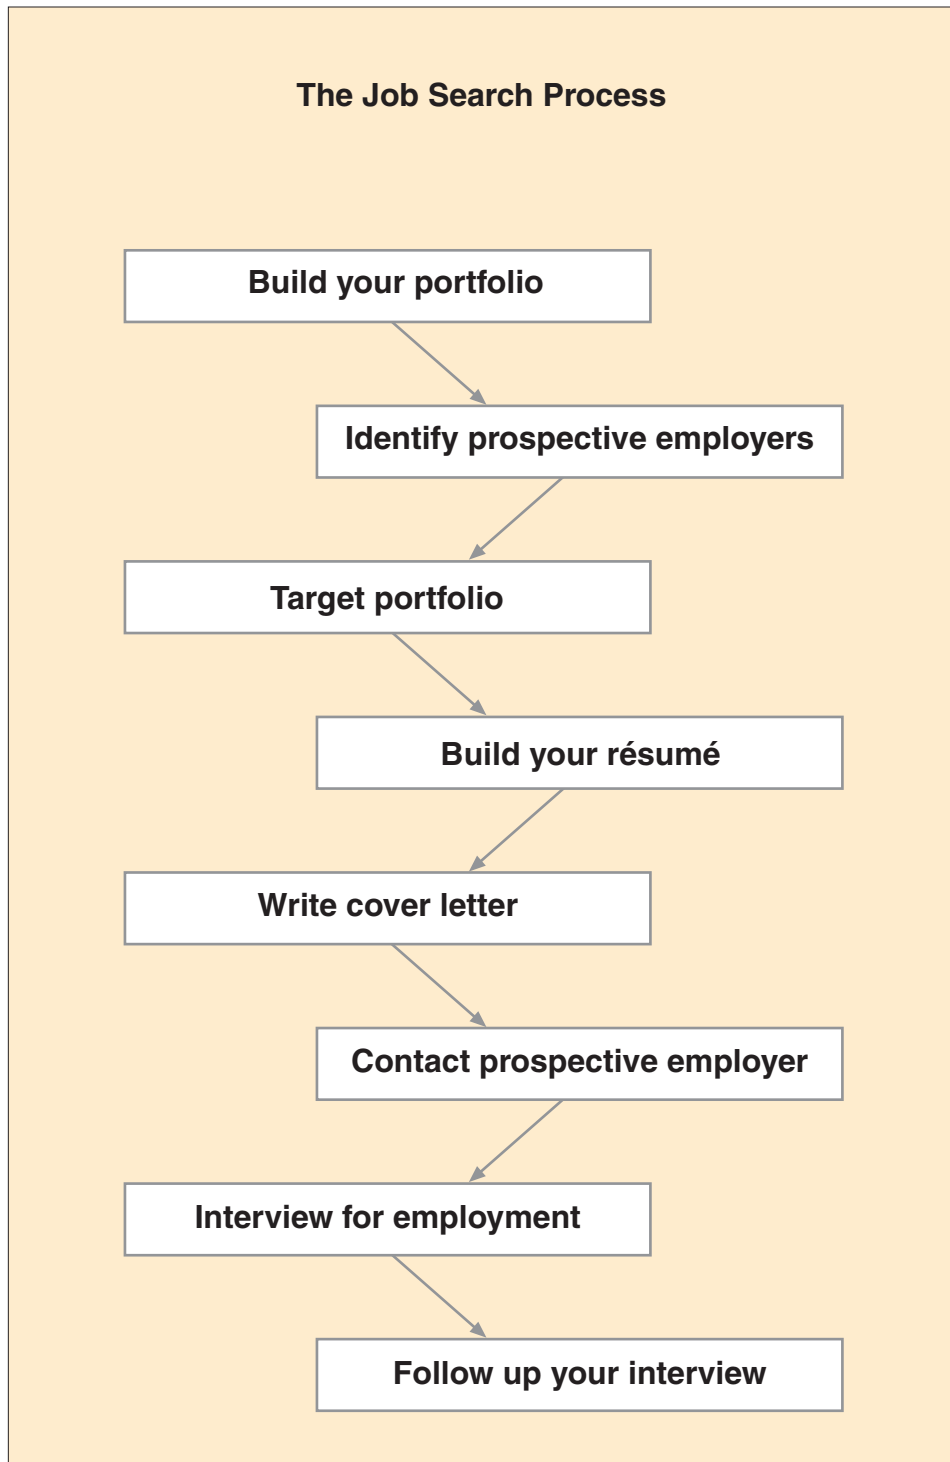 The Job Search Process
Build your portfolio
Identify prospective employers
Target portfolio
Build your résumé
Write cover letter
Contact prospective employer
Interview for employment
Follow up your interview